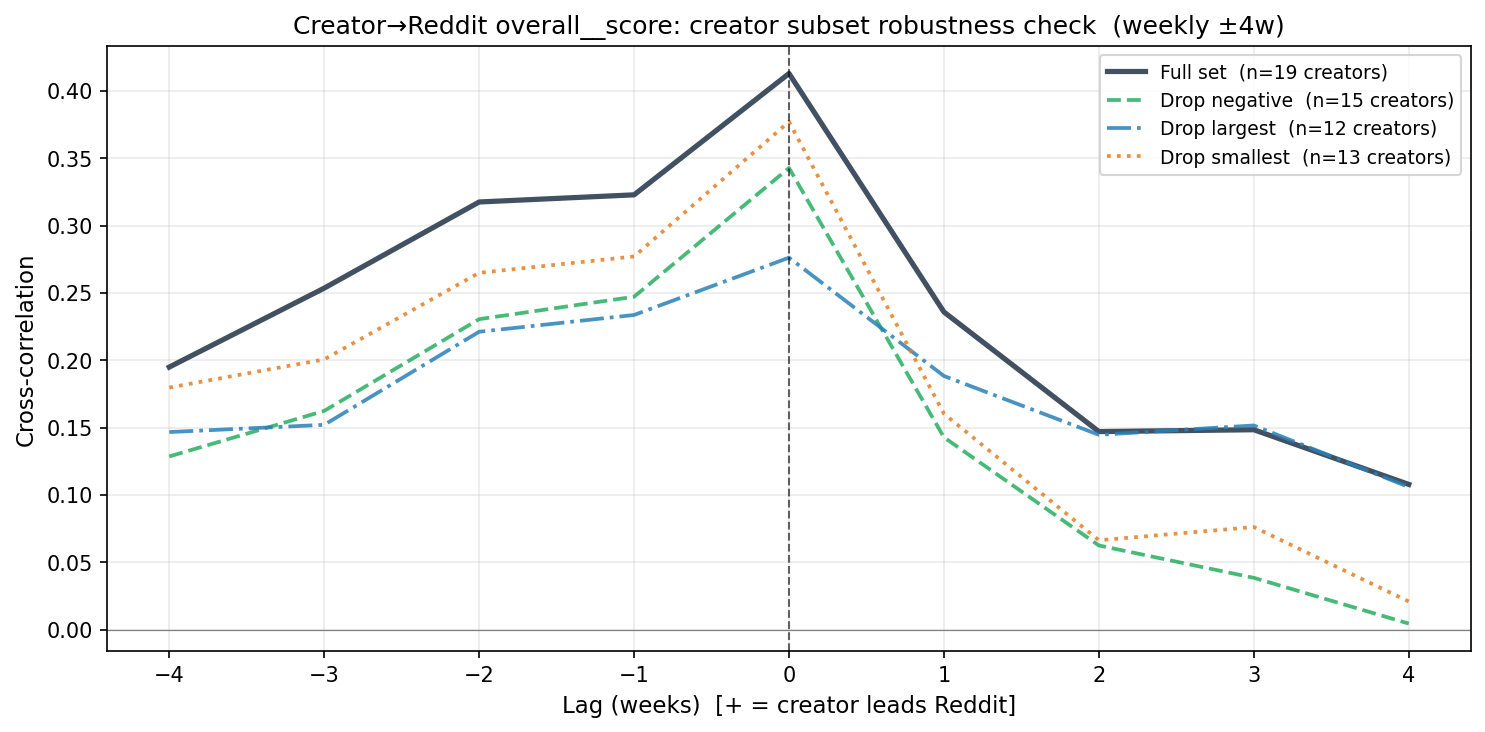 Creator→Reddit overall__score: creator subset robustness check (weekly ±4w)
Full set (n=19 creators)
Drop negative (n=15 creators)
Drop largest (n=12 creators)
Drop smallest (n=13 creators)
Cross-correlation
0.40
0.35
0.30
0.25
0.20
0.15
0.10
0.05
0.00
−4 −3 −2 −1 0 1 2 3 4
Lag (weeks) [+ = creator leads Reddit]